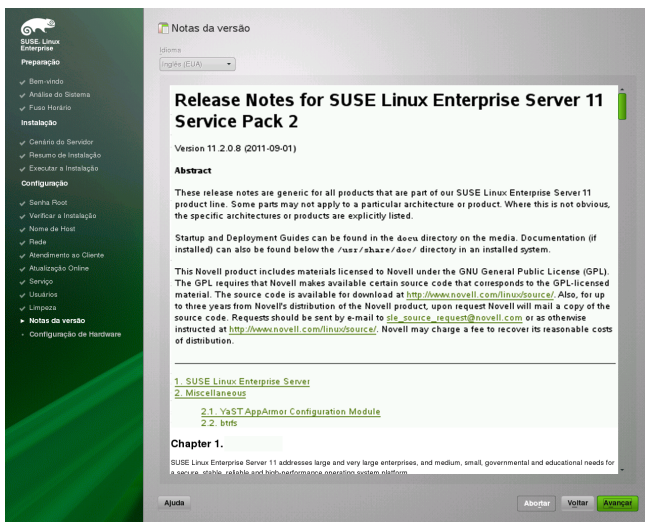 SUSE. Linux
Enterprise
Preparação
Bem-vindo
Análise do Sistema
Fuso Horário
Instalação
Cenário do Servidor
Resumo de Instalação
Executar a Instalação
Configuração
Senha Root
Verificar a Instalação
Nome de Host
Rede
Atendimento ao Cliente
Atualização Online
Serviço
Usuários
Limpeza
Notas da versão
Configuração de Hardware
Notas da versão
Idioma
Inglês (EUA)
Release Notes for SUSE Linux Enterprise Server 11
Service Pack 2
Version 11.2.0.8 (2011-09-01)
Abstract
These release notes are generic for all products that are part of our SUSE Linux Enterprise Server 11
product line. Some parts may not apply to a particular architecture or product. Where this is not obvious,
the specific architectures or products are explicitly listed.
Startup and Deployment Guides can be found in the docu directory on the media. Documentation (if
installed) can also be found below the /usr/share/doc/ directory in an installed system.
This Novell product includes materials licensed to Novell under the GNU General Public License (GPL).
The GPL requires that Novell makes available certain source code that corresponds to the GPL-licensed
material. The source code is available for download at http://www.novell.com/linux/source/. Also, for up
to three years from Novell's distribution of the Novell product, upon request Novell will mail a copy of the
source code. Requests should be sent by e-mail to sle_source_request@novell.com or as otherwise
instructed at http://www.novell.com/linux/source/. Novell may charge a fee to recover its reasonable costs
of distribution.
1. SUSE Linux Enterprise Server
2. Miscellaneous
2.1. YaST AppArmor Configuration Module
2.2. btrfs
Chapter 1.
SUSE Linux Enterprise Server 11 addresses large and very large enterprises, and medium, small, governmental and educational needs for
a secure, stable, reliable and high-performance operating system platform.
Ajuda
Abortar
Voltar
Avançar